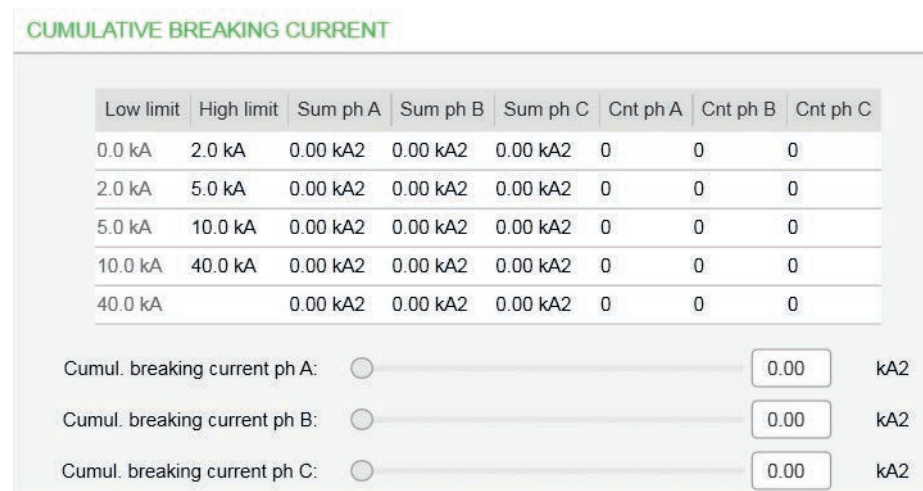 CUMULATIVE BREAKING CURRENT
Low limit High limit Sum ph A Sum ph B Sum ph C Cnt ph A Cnt ph B Cnt ph C
0.0 kA 2.0 kA 0.00 kA2 0.00 kA2 0.00 kA2 0 0 0
2.0 kA 5.0 kA 0.00 kA2 0.00 kA2 0.00 kA2 0 0 0
5.0 kA 10.0 kA 0.00 kA2 0.00 kA2 0.00 kA2 0 0 0
10.0 kA 40.0 kA 0.00 kA2 0.00 kA2 0.00 kA2 0 0 0
40.0 kA 0.00 kA2 0.00 kA2 0.00 kA2 0 0 0
Cumul. breaking current ph A: 0.00 kA2
Cumul. breaking current ph B: 0.00 kA2
Cumul. breaking current ph C: 0.00 kA2